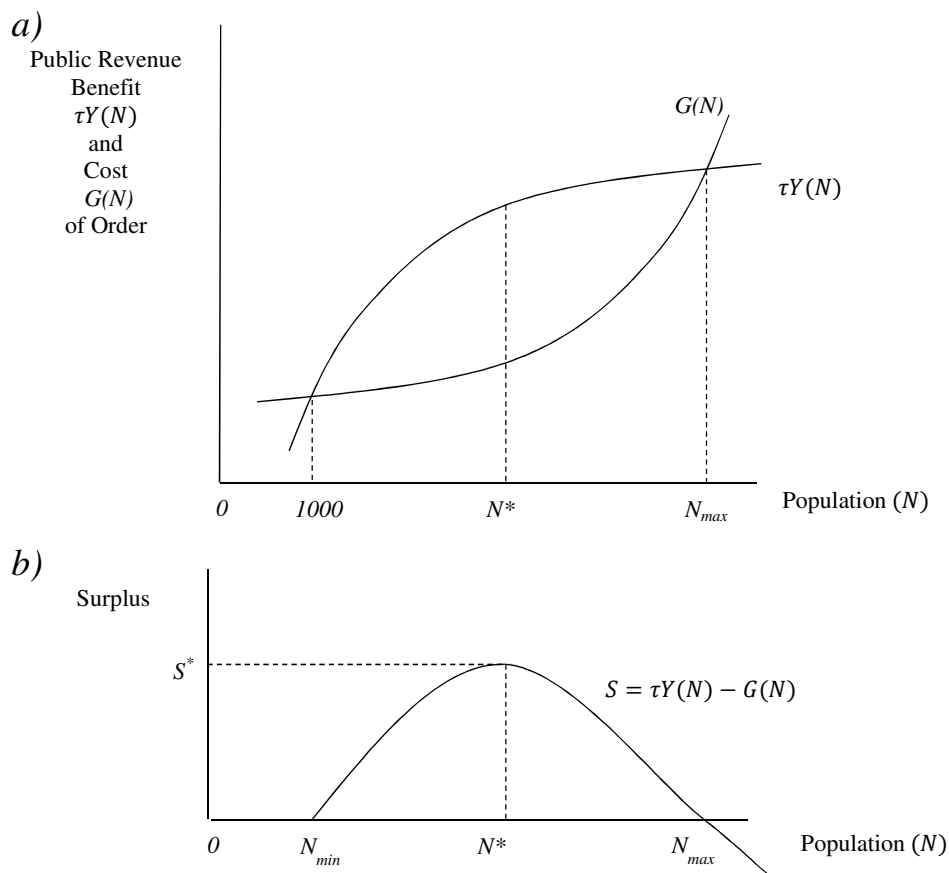 a)
Public Revenue
Benefit
τY(N)
and
Cost
G(N)
of Order
G(N)
τY(N)
0 1000 N* N_max Population (N)
b)
Surplus
S*
S = τY(N) − G(N)
0 N_min N* N_max Population (N)